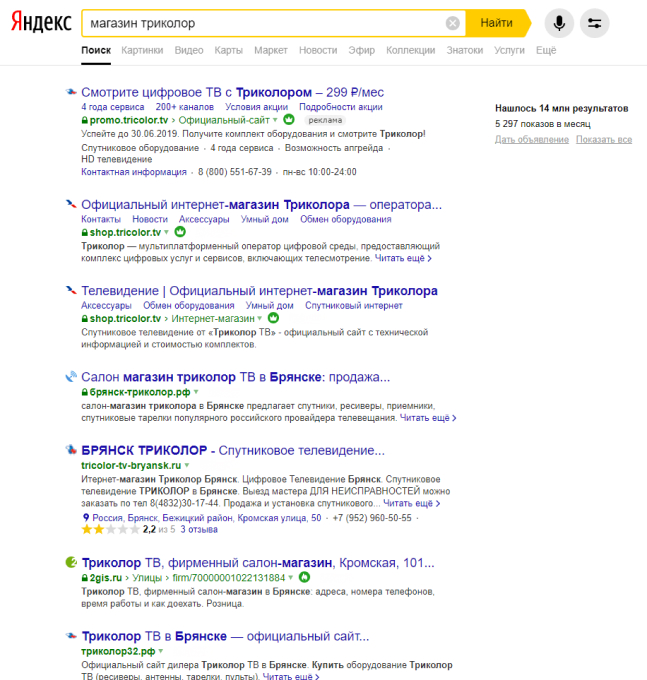 Яндекс
магазин триколор
Найти
Поиск Картинки Видео Карты Маркет Новости Эфир Коллекции Знатоки Услуги Ещё
Смотрите цифровое ТВ с Триколором – 299 ₽/мес
4 года сервиса 200+ каналов Условия акции Подробности акции
promo.tricolor.tv › Официальный-сайт реклама
Успейте до 30.06.2019. Получите комплект оборудования и смотрите Триколор!
Спутниковое оборудование · 4 года сервиса · Возможность апгрейда ·
HD телевидение
Контактная информация · 8 (800) 551-67-39 · пн-вс 10:00-24:00
Нашлось 14 млн результатов
5 297 показов в месяц
Дать объявление Показать все
Официальный интернет-магазин Триколора — оператора...
Контакты Новости Аксессуары Умный дом Обмен оборудования
shop.tricolor.tv
Триколор — мультиплатформенный оператор цифровой среды, предоставляющий
комплекс цифровых услуг и сервисов, включающих телесмотрение. Читать ещё ›
Телевидение | Официальный интернет-магазин Триколора
Аксессуары Обмен оборудования Умный дом Спутниковый интернет
shop.tricolor.tv › Интернет-магазин
Спутниковое телевидение от «Триколор ТВ» - официальный сайт с технической
информацией и стоимостью комплектов.
Салон магазин триколор ТВ в Брянске: продажа...
брянск-триколор.рф
салон-магазин триколора в Брянске предлагает спутники, ресиверы, приемники,
спутниковые тарелки популярного российского провайдера телевещания. Читать ещё ›
БРЯНСК ТРИКОЛОР - Спутниковое телевидение...
tricolor-tv-bryansk.ru
Итернет-магазин Триколор Брянск. Цифровое Телевидение Брянск. Спутниковое
телевидение ТРИКОЛОР в Брянске. Выезд мастера ДЛЯ НЕИСПРАВНОСТЕЙ можно
заказать по тел 8(4832)30-17-44. Продажа и установка спутникового... Читать ещё ›
Россия, Брянск, Бежицкий район, Кромская улица, 50 · +7 (952) 960-50-55 ·
2,2 из 5 3 отзыва
Триколор ТВ, фирменный салон-магазин, Кромская, 101...
2gis.ru › Улицы › firm/70000001022131884
Триколор ТВ, фирменный салон-магазин в Брянске: адреса, номера телефонов,
время работы и как доехать. Розница.
Триколор ТВ в Брянске — официальный сайт...
триколор32.рф
Официальный сайт дилера Триколор ТВ в Брянске. Купить оборудование Триколор
ТВ (ресиверы, антенны, тарелки, пульты). Читать ещё ›